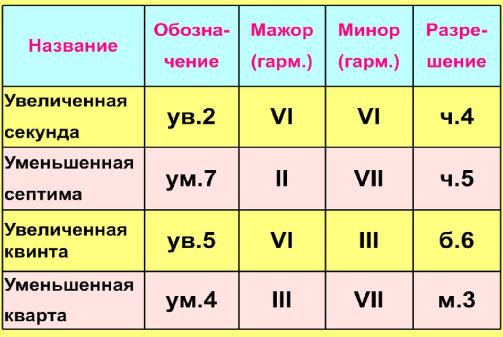 Название Обозна-чение Мажор (гарм.) Минор (гарм.) Разре-шение
Увеличенная секунда ув.2 VI VI ч.4
Уменьшенная септима ум.7 II VII ч.5
Увеличенная квинта ув.5 VI III б.6
Уменьшенная кварта ум.4 III VII м.3